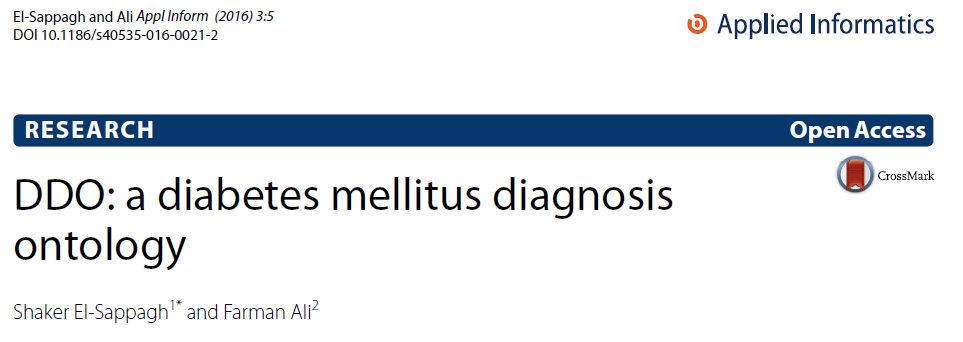 El-Sappagh and Ali Appl Inform (2016) 3:5
DOI 10.1186/s40535-016-0021-2
Applied Informatics
RESEARCH
Open Access
CrossMark
DDO: a diabetes mellitus diagnosis
ontology
Shaker El-Sappagh1* and Farman Ali2